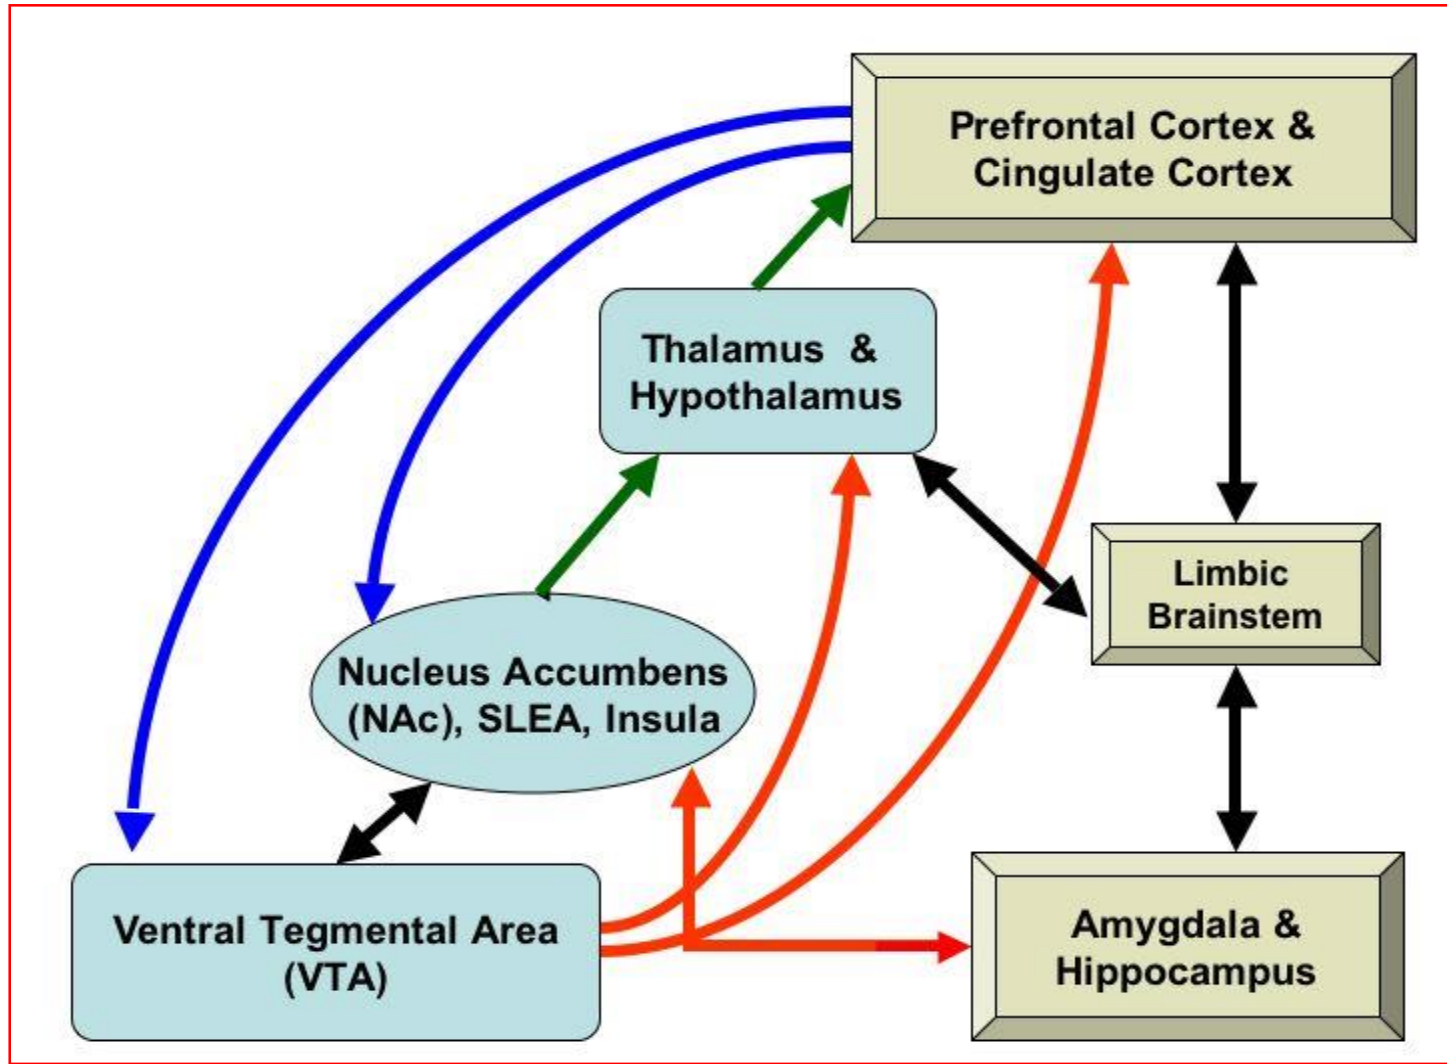 Prefrontal Cortex &
Cingulate Cortex
Thalamus &
Hypothalamus
Limbic
Brainstem
Nucleus Accumbens
(NAc), SLEA, Insula
Ventral Tegmental Area
(VTA)
Amygdala &
Hippocampus